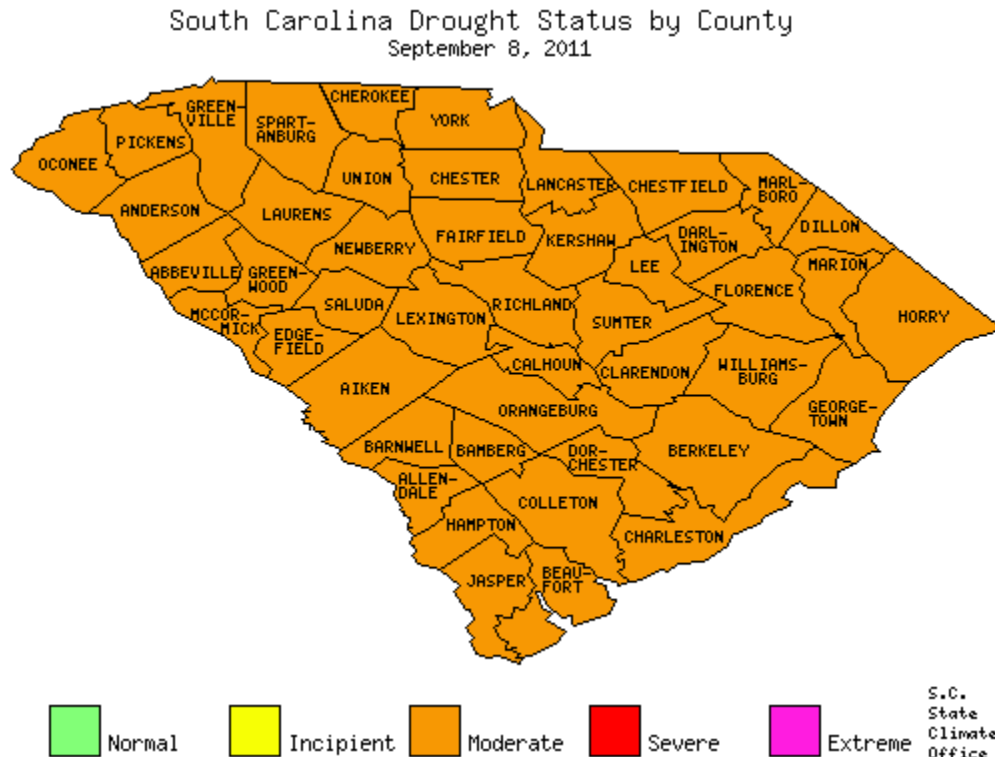 South Carolina Drought Status by County
September 8, 2011
CHEROKEE
GREEN-
VILLE
SPART-
ANBURG
YORK
PICKENS
OCONEE
UNION
CHESTER
LANCASTER
CHESTFIELD
MARL-
BORO
ANDERSON
LAURENS
DILLON
NEWBERRY
FAIRFIELD
KERSHAW
DARL-
INGTON
ABBEVILLE
GREEN-
WOOD
LEE
MARION
SALUDA
RICHLAND
FLORENCE
MCCOR-
MICK
LEXINGTON
SUMTER
HORRY
EDGE-
FIELD
CALHOUN
CLARENDON
WILLIAMS-
BURG
AIKEN
ORANGEBURG
GEORGE-
TOWN
BARNWELL
BAMBERG
DOR-
CHESTER
BERKELEY
ALLEN-
DALE
COLLETON
HAMPTON
CHARLESTON
JASPER
BEAU-
FORT
Normal
Incipient
Moderate
Severe
Extreme
S.C.
State
Climate
Office